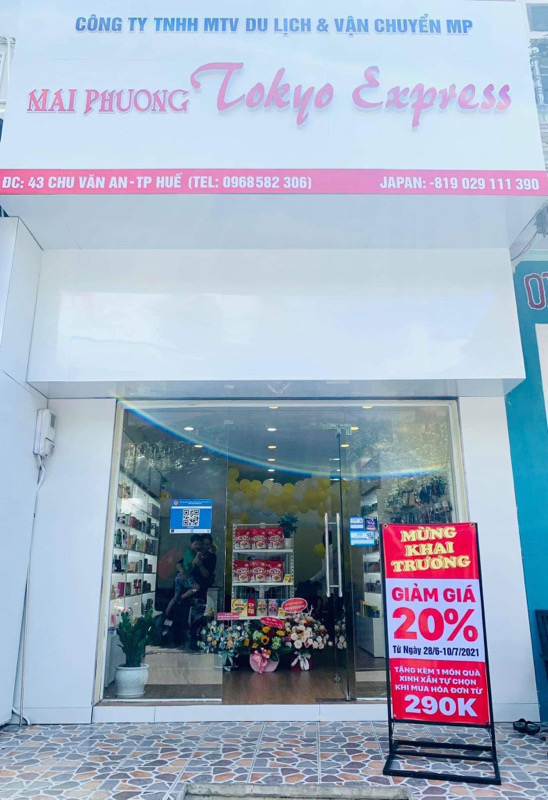 CÔNG TY TNHH MTV DU LỊCH & VẬN CHUYỂN MP
MAI PHUONG Tokyo Express
ĐC: 43 CHU VĂN AN - TP HUẾ (TEL: 0968582 306) JAPAN: -819 029 111 390
MỪNG
KHAI
TRƯƠNG
GIẢM GIÁ
20%
Từ Ngày 28/6-10/7/2021
TẶNG KÈM 1 MÓN QUÀ
XINH XẮN TỰ CHỌN
KHI MUA HÓA ĐƠN TỪ
290K